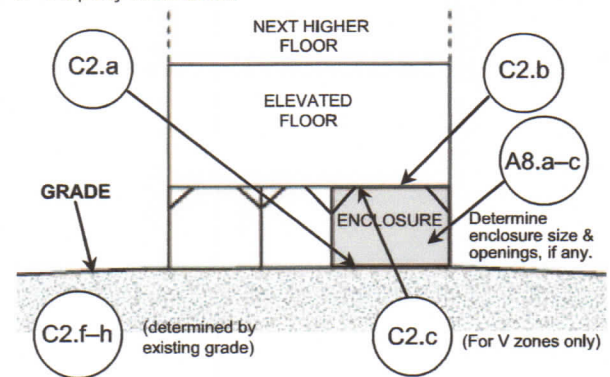 NEXT HIGHER
FLOOR
C2.a
C2.b
ELEVATED
FLOOR
A8.a–c
GRADE
ENCLOSURE
Determine
enclosure size &
openings, if any.
C2.f–h
(determined by
existing grade)
C2.c
(For V zones only)